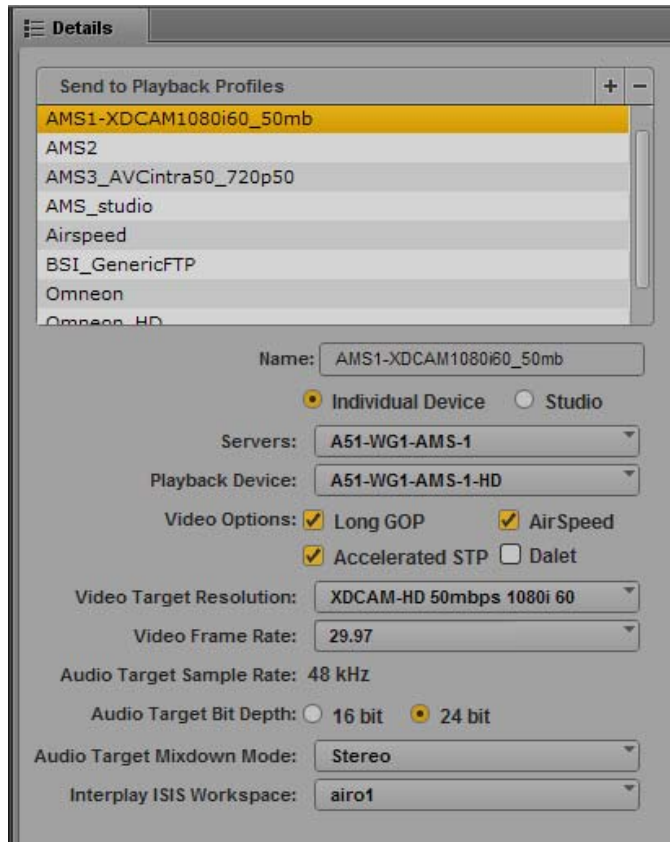 Details
Send to Playback Profiles + −
AMS1-XDCAM1080i60_50mb
AMS2
AMS3_AVCintra50_720p50
AMS_studio
Airspeed
BSI_GenericFTP
Omneon
Omneon_HD
Name: AMS1-XDCAM1080i60_50mb
Individual Device Studio
Servers: A51-WG1-AMS-1
Playback Device: A51-WG1-AMS-1-HD
Video Options: Long GOP AirSpeed
Accelerated STP Dalet
Video Target Resolution: XDCAM-HD 50mbps 1080i 60
Video Frame Rate: 29.97
Audio Target Sample Rate: 48 kHz
Audio Target Bit Depth: 16 bit 24 bit
Audio Target Mixdown Mode: Stereo
Interplay ISIS Workspace: airo1